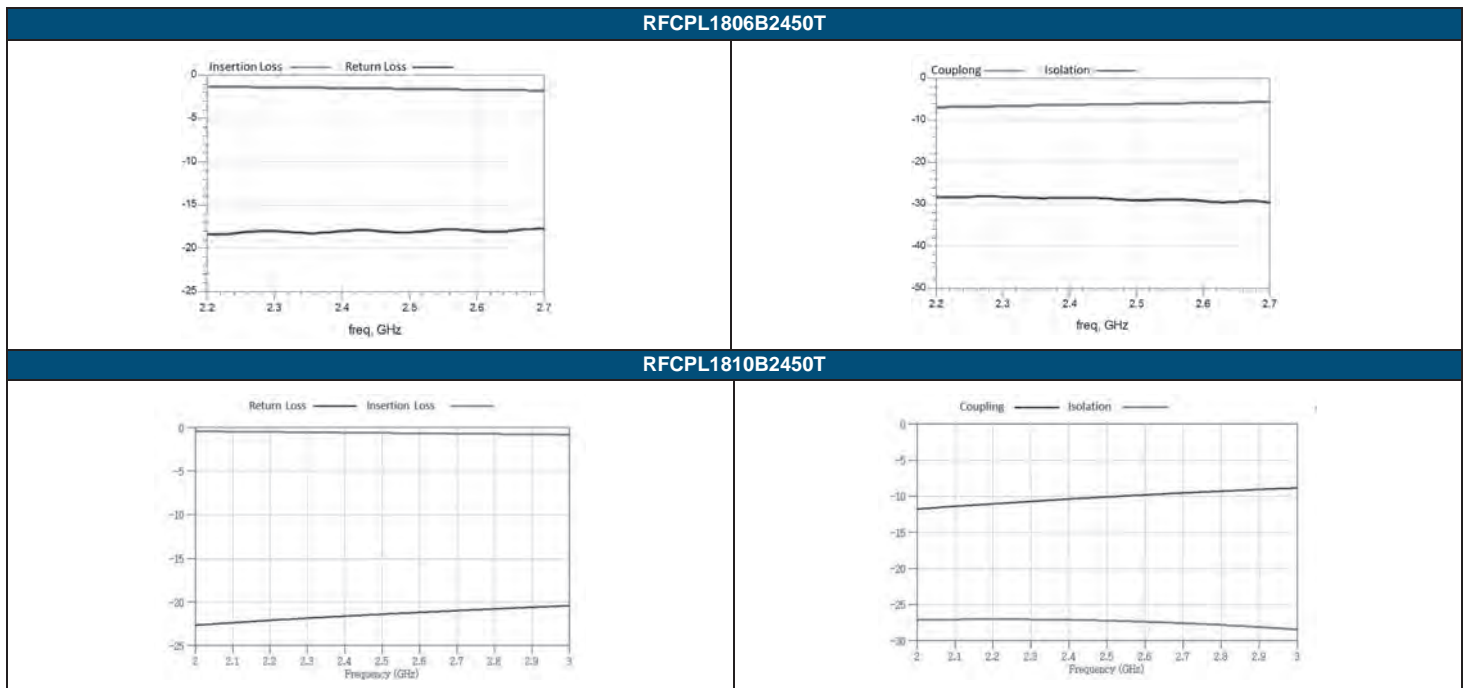 RFCPL1806B2450T
Insertion Loss Return Loss
0
-5
-10
-15
-20
-25
2.2 2.3 2.4 2.5 2.6 2.7
freq, GHz
Couplong Isolation
0
-10
-20
-30
-40
-50
2.2 2.3 2.4 2.5 2.6 2.7
freq, GHz
RFCPL1810B2450T
Return Loss Insertion Loss
0
-5
-10
-15
-20
-25
2 2.1 2.2 2.3 2.4 2.5 2.6 2.7 2.8 2.9 3
Frequency (GHz)
Coupling Isolation
0
-5
-10
-15
-20
-25
-30
2 2.1 2.2 2.3 2.4 2.5 2.6 2.7 2.8 2.9 3
Frequency (GHz)